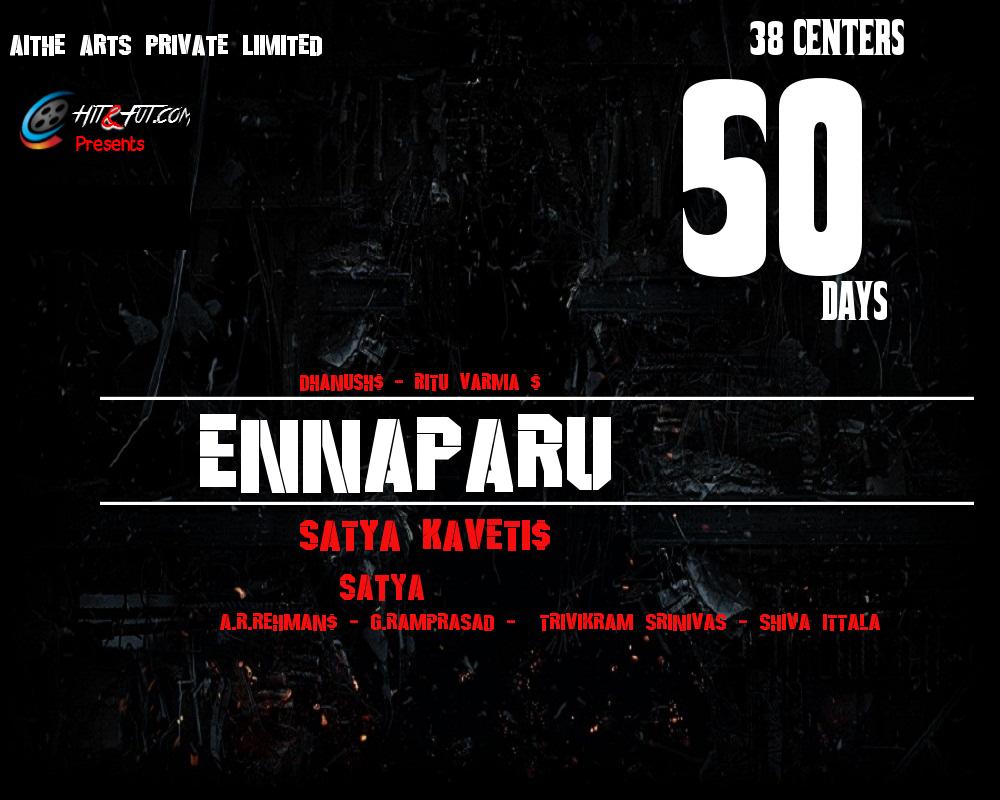 AITHE ARTS PRIVATE LIIMITED
38 CENTERS
HIT&FUT.COM
Presents
50
DAYS
DHANUSH$ - RITU VARMA $
ENNAPARU
SATYA KAVETI$
SATYA
A.R.REHMAN$ - G.RAMPRASAD - TRIVIKRAM SRINIVAS - SHIVA ITTALA